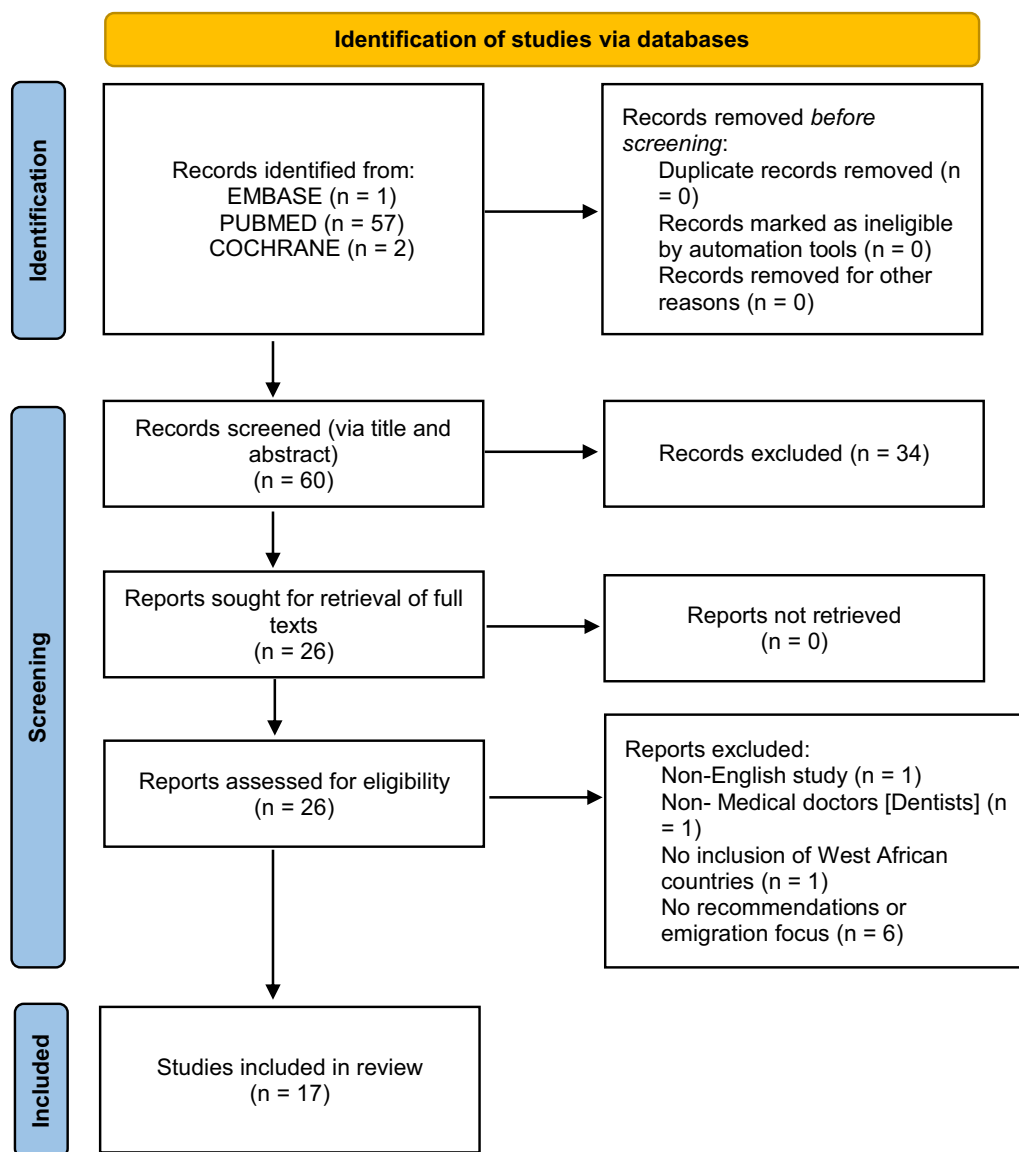 Identification of studies via databases
Identification
Records identified from:
EMBASE (n = 1)
PUBMED (n = 57)
COCHRANE (n = 2)
Records removed before
screening:
Duplicate records removed (n
= 0)
Records marked as ineligible
by automation tools (n = 0)
Records removed for other
reasons (n = 0)
Screening
Records screened (via title and
abstract)
(n = 60)
Records excluded (n = 34)
Reports sought for retrieval of full
texts
(n = 26)
Reports not retrieved
(n = 0)
Reports assessed for eligibility
(n = 26)
Reports excluded:
Non-English study (n = 1)
Non- Medical doctors [Dentists] (n
= 1)
No inclusion of West African
countries (n = 1)
No recommendations or
emigration focus (n = 6)
Included
Studies included in review
(n = 17)